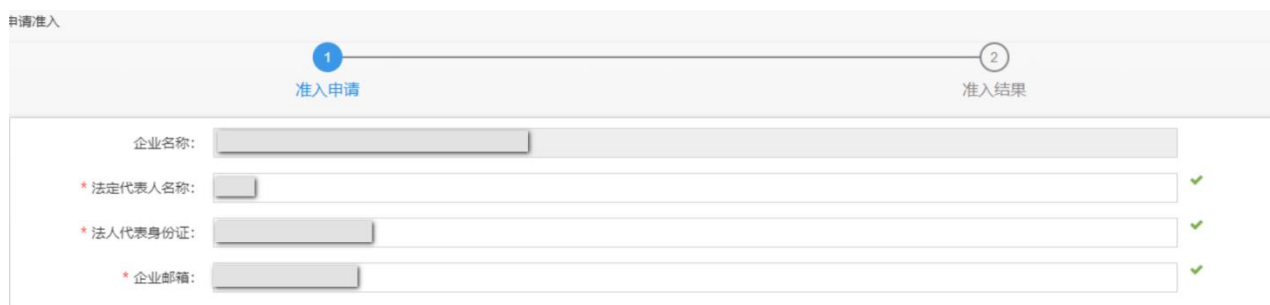 申请准入
1
2
准入申请
准入结果
企业名称：
* 法定代表人名称：
* 法人代表身份证：
* 企业邮箱：